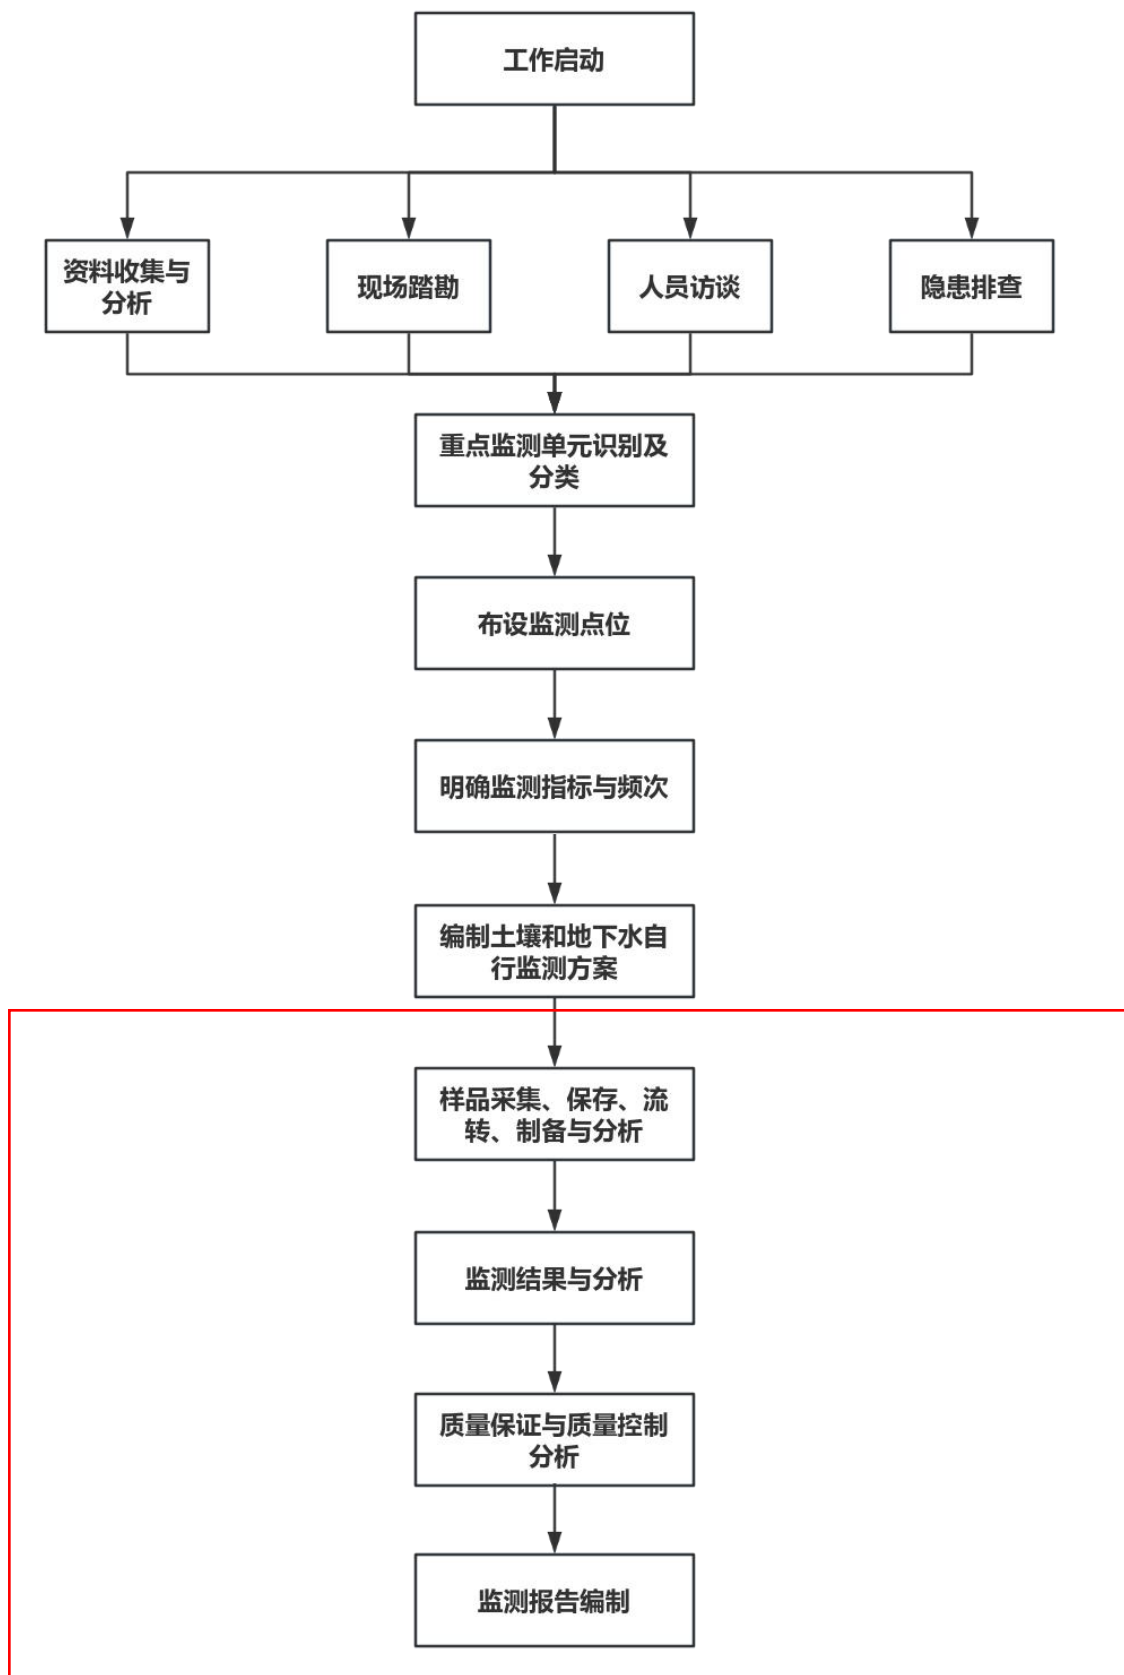 工作启动
资料收集与
分析
现场踏勘
人员访谈
隐患排查
重点监测单元识别及
分类
布设监测点位
明确监测指标与频次
编制土壤和地下水自
行监测方案
样品采集、保存、流
转、制备与分析
监测结果与分析
质量保证与质量控制
分析
监测报告编制